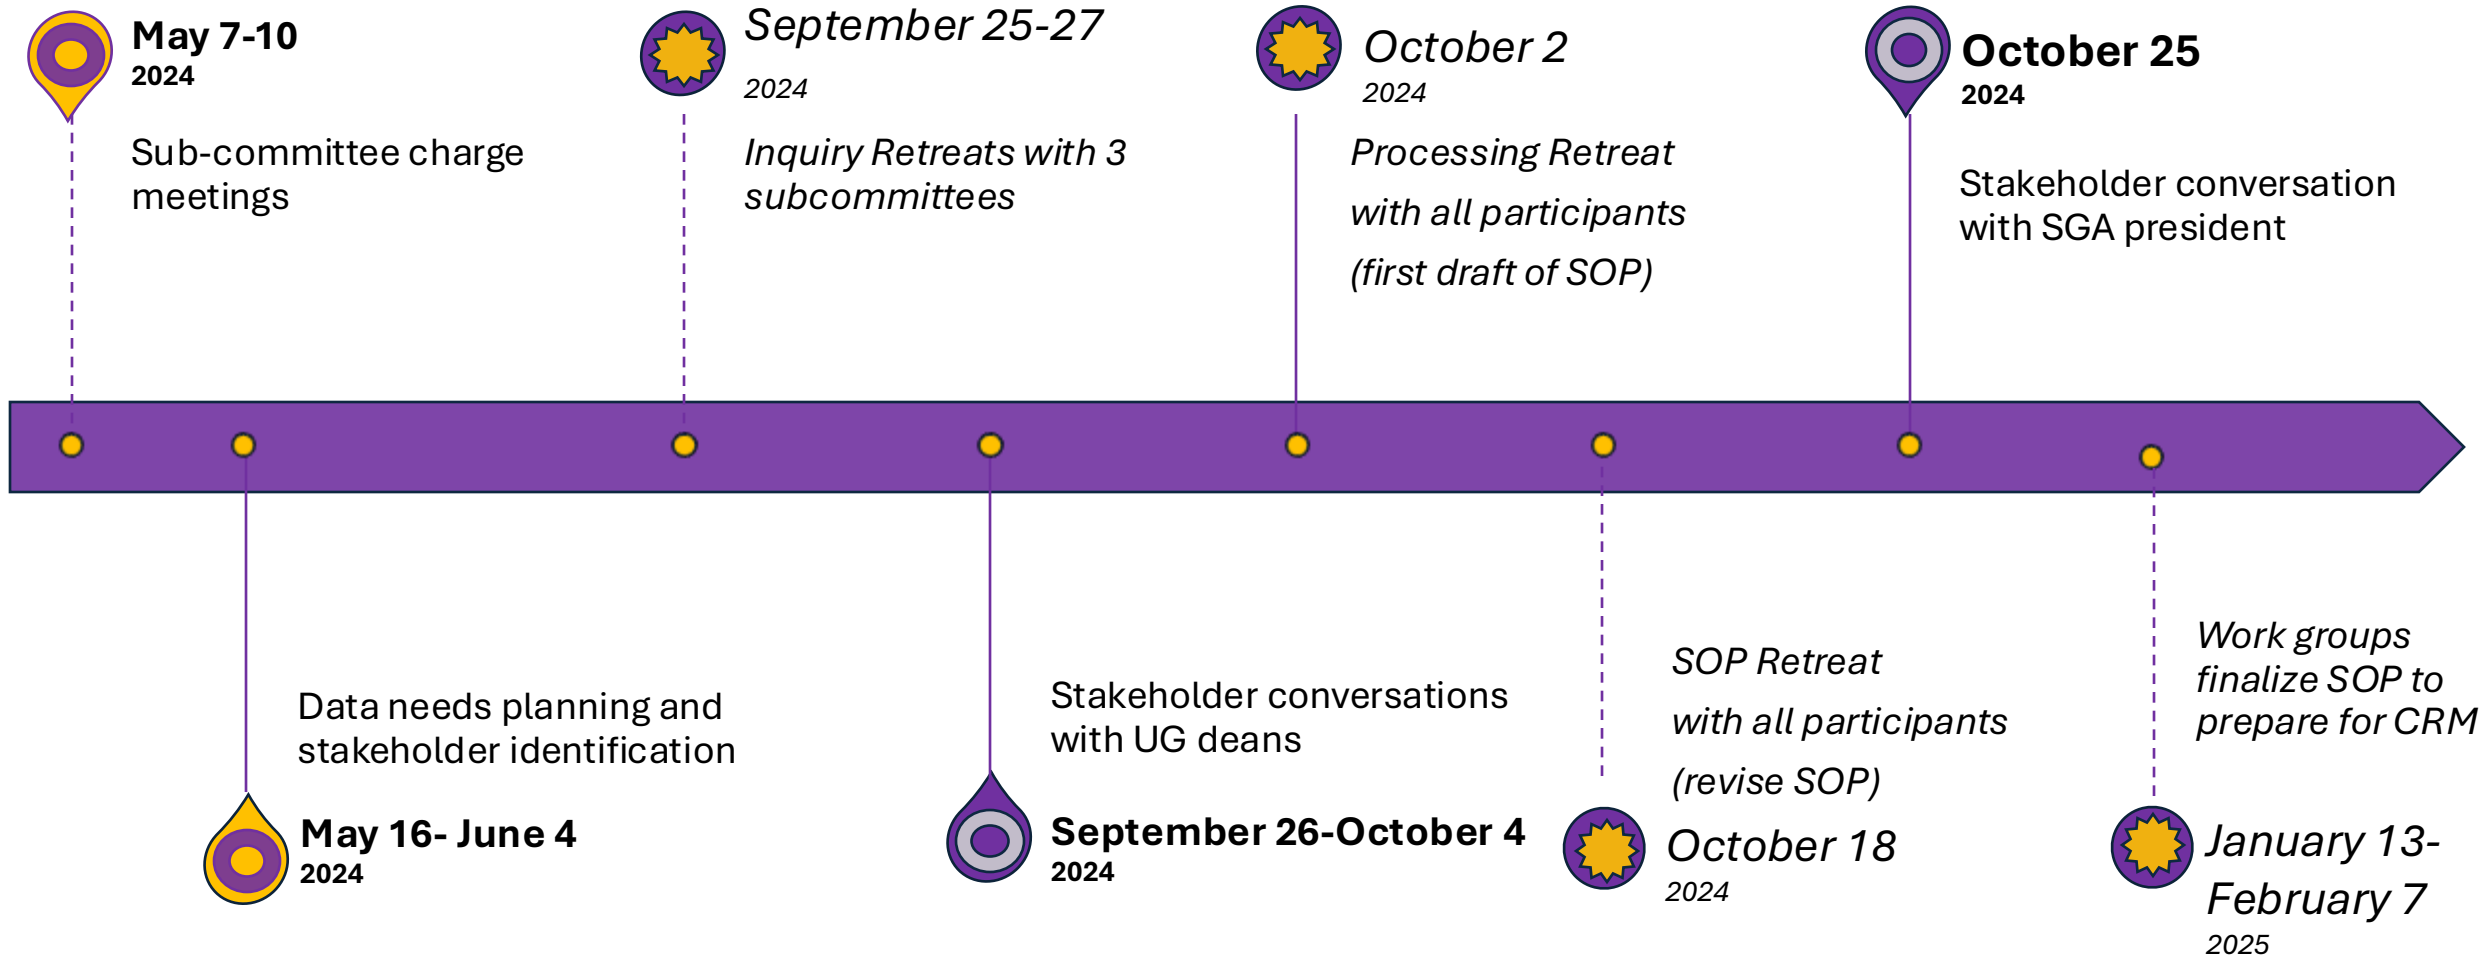 May 7-10
2024
Sub-committee charge
meetings
September 25-27
2024
Inquiry Retreats with 3
subcommittees
October 2
2024
Processing Retreat
with all participants
(first draft of SOP)
October 25
2024
Stakeholder conversation
with SGA president
Data needs planning and
stakeholder identification
May 16- June 4
2024
Stakeholder conversations
with UG deans
September 26-October 4
2024
SOP Retreat
with all participants
(revise SOP)
October 18
2024
Work groups
finalize SOP to
prepare for CRM
January 13-
February 7
2025